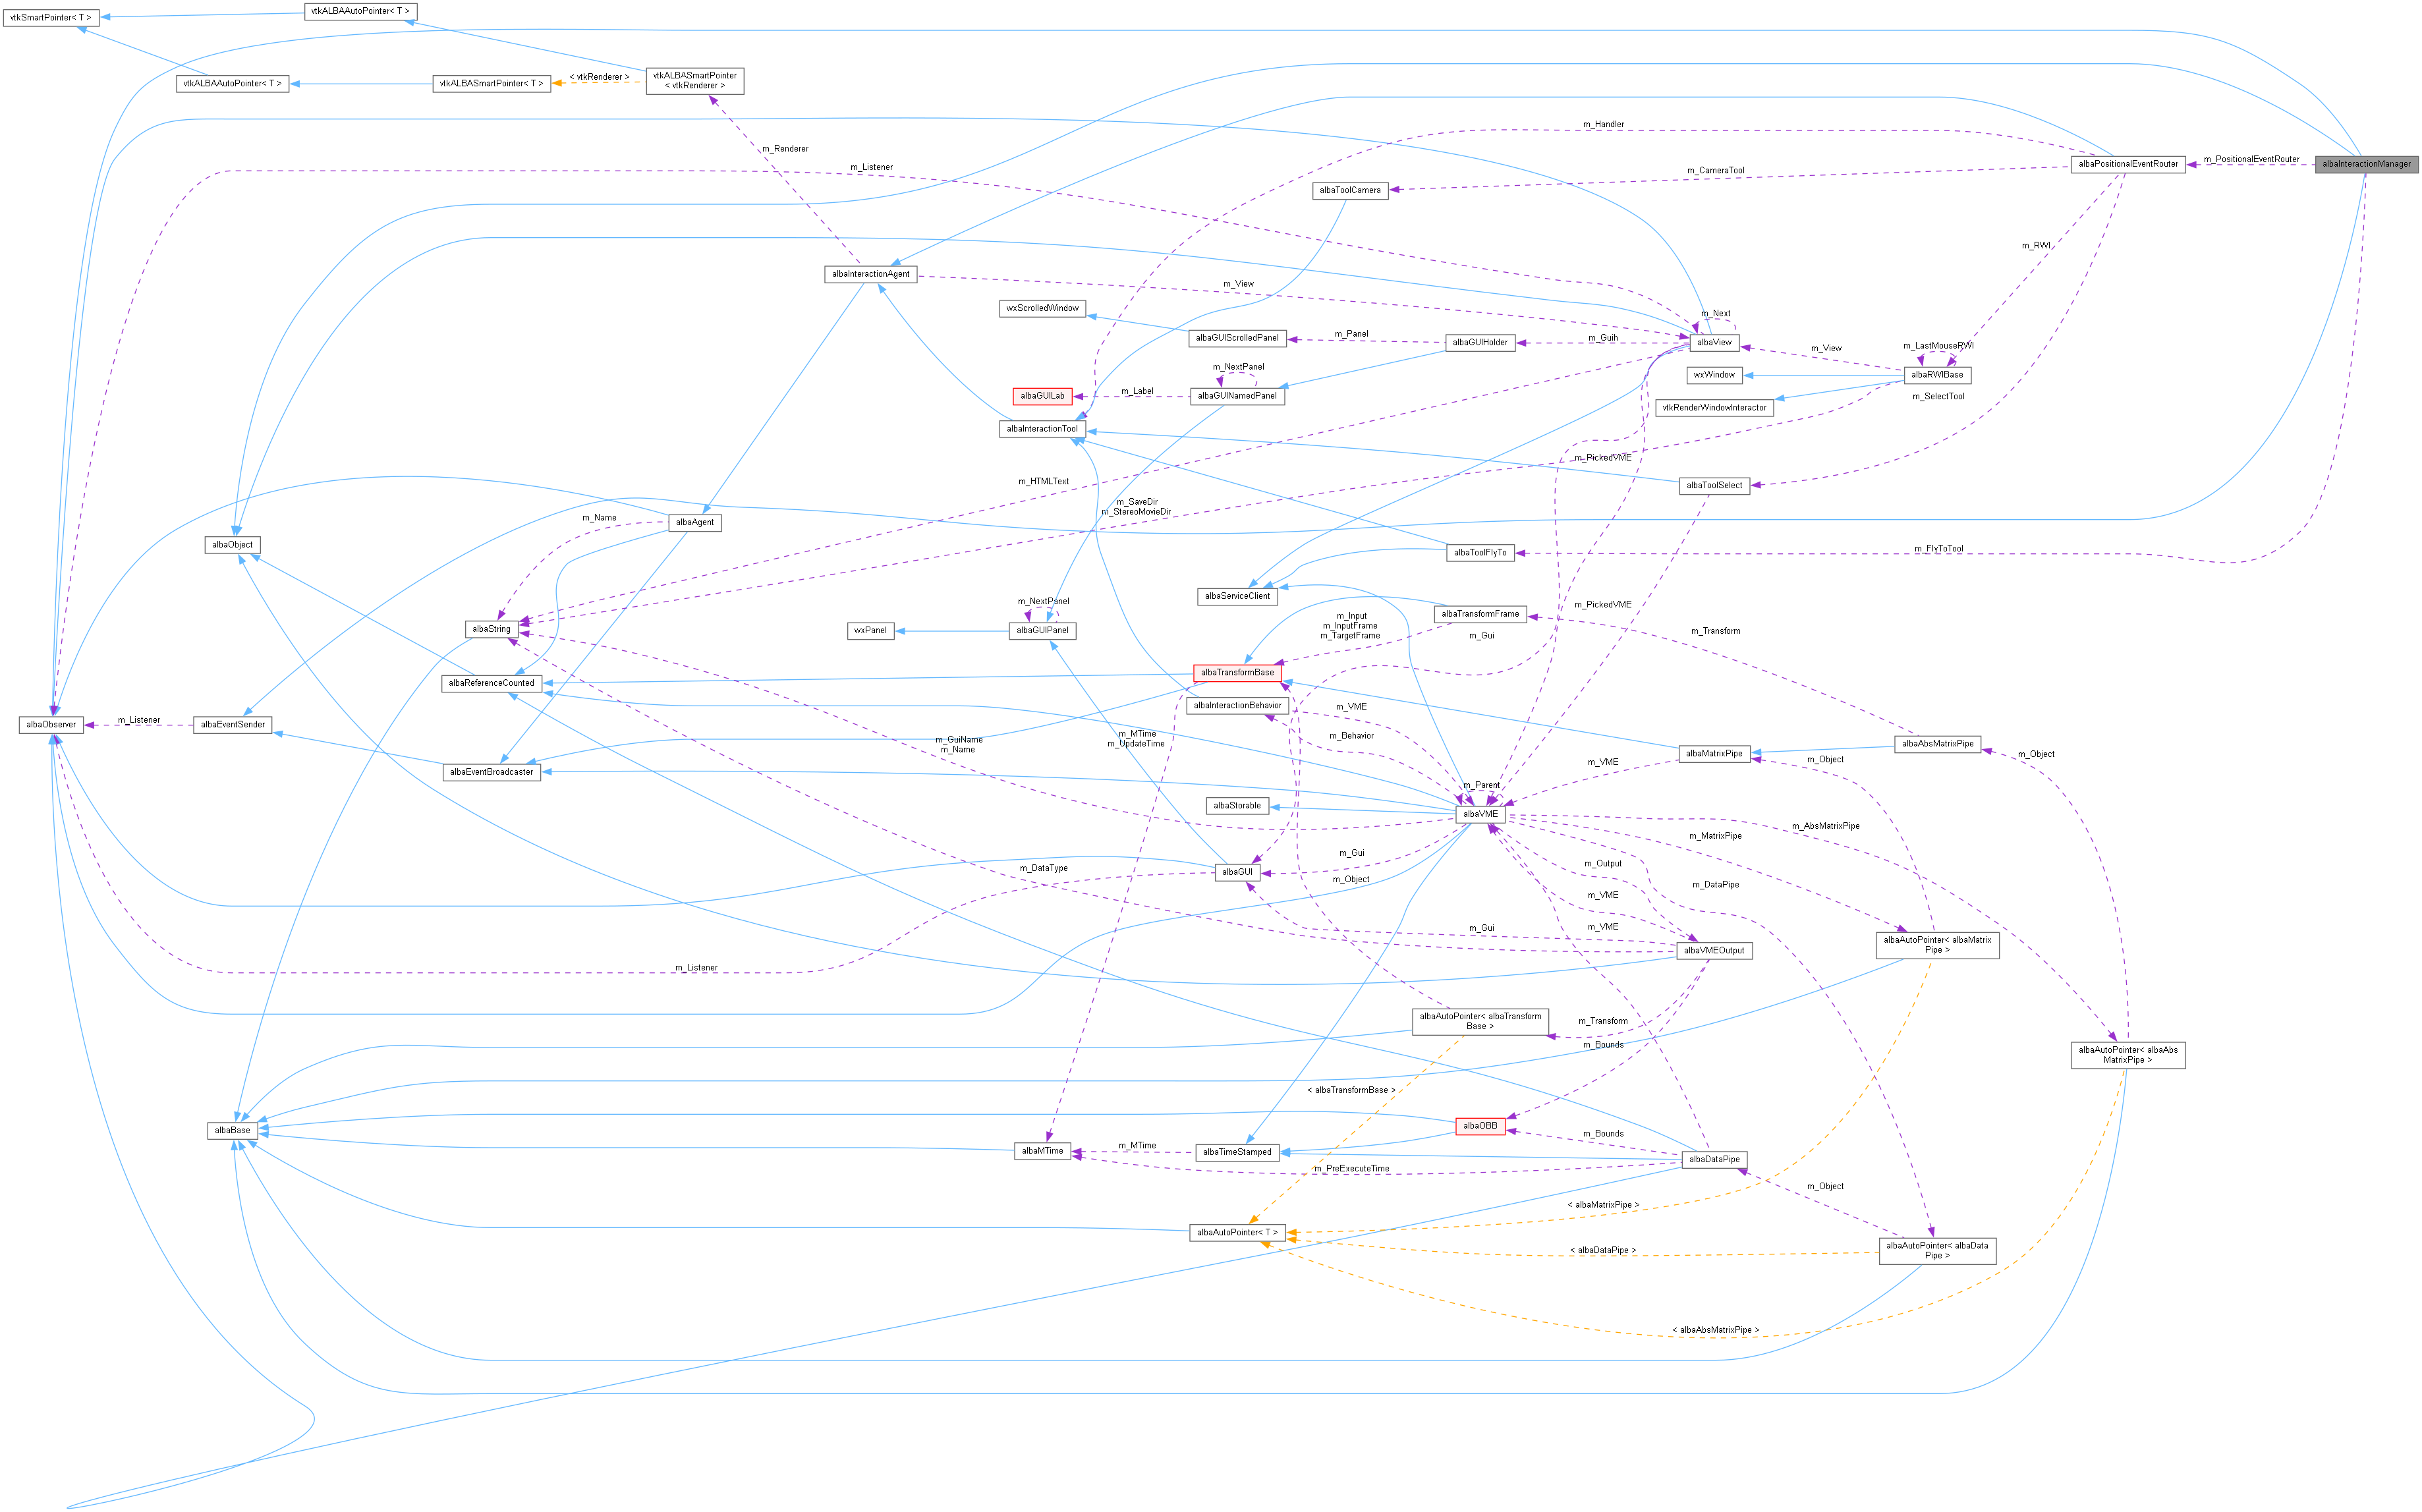 vtkSmartPointer< T >
vtkALBAAutoPointer< T >
vtkALBAAutoPointer< T >
vtkALBASmartPointer< T >
< vtkRenderer >
vtkALBASmartPointer
< vtkRenderer >
m_Handler
albaPositionalEventRouter
m_PositionalEventRouter
albaInteractionManager
m_Renderer
m_Listener
m_CameraTool
albaToolCamera
m_RWI
albaInteractionAgent
m_View
wxScrolledWindow
m_Next
albaGUIScrolledPanel
m_Panel
albaGUIHolder
m_Guih
albaView
m_View
m_LastMouseRWI
albaRWIBase
wxWindow
m_NextPanel
albaGUILab
m_Label
albaGUINamedPanel
vtkRenderWindowInteractor
m_SelectTool
albaInteractionTool
m_PickedVME
m_HTMLText
albaToolSelect
m_SaveDir
m_StereoMovieDir
m_Name
albaAgent
albaObject
albaToolFlyTo
m_FlyToTool
albaServiceClient
m_PickedVME
m_NextPanel
albaTransformFrame
albaString
wxPanel
albaGUIPanel
m_Input
m_InputFrame
m_TargetFrame
m_Gui
m_Transform
albaTransformBase
albaReferenceCounted
albaInteractionBehavior
m_VME
albaObserver
m_Listener
albaEventSender
m_GuiName
m_Name
m_MTime
m_UpdateTime
m_Behavior
albaMatrixPipe
albaAbsMatrixPipe
m_Object
m_Object
m_VME
albaEventBroadcaster
m_Parent
albaStorable
albaVME
m_AbsMatrixPipe
m_MatrixPipe
m_Gui
m_Output
m_DataType
albaGUI
m_Object
m_DataPipe
m_VME
m_Gui
m_VME
albaVMEOutput
albaAutoPointer< albaMatrix
Pipe >
m_Listener
albaAutoPointer< albaTransform
Base >
m_Transform
m_Bounds
albaAutoPointer< albaAbs
MatrixPipe >
< albaTransformBase >
albaBase
albaOBB
m_Bounds
albaMTime
m_MTime
albaTimeStamped
m_PreExecuteTime
albaDataPipe
m_Object
< albaMatrixPipe >
albaAutoPointer< T >
< albaDataPipe >
albaAutoPointer< albaData
Pipe >
< albaAbsMatrixPipe >